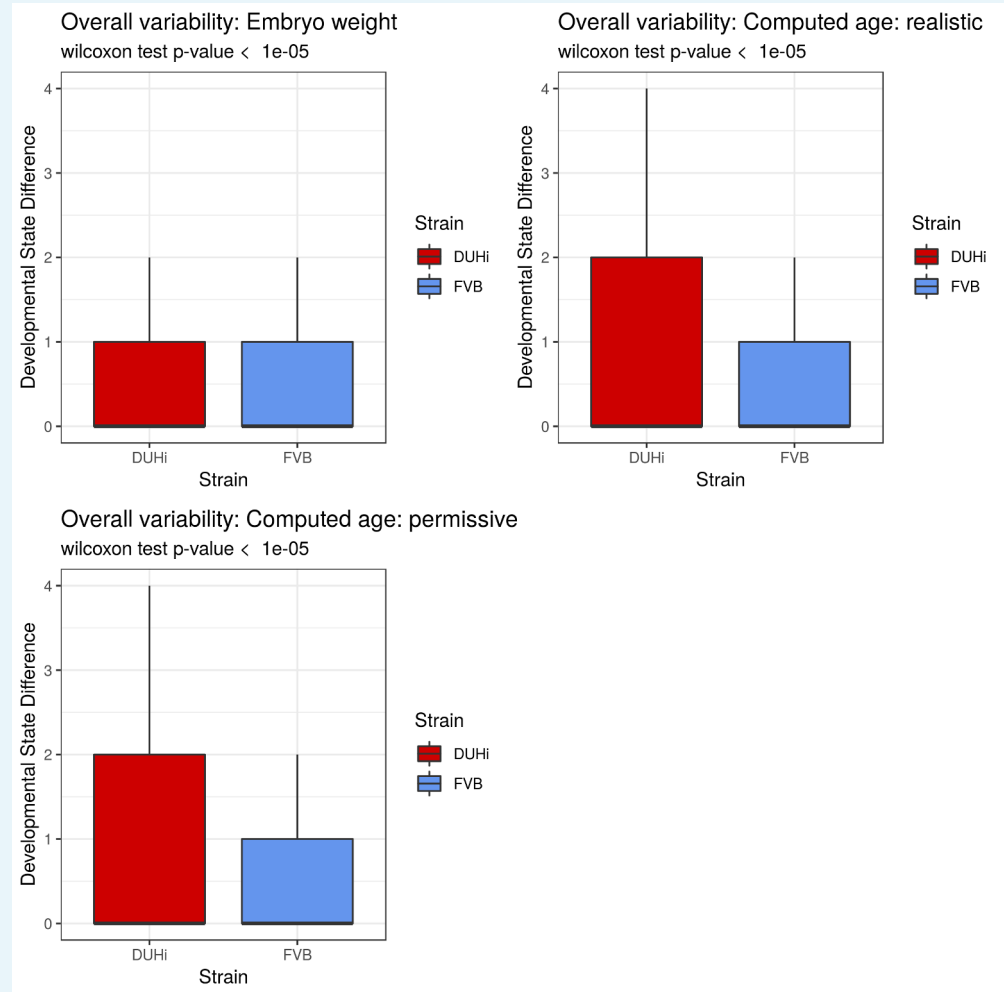 Overall variability: Embryo weight
wilcoxon test p-value <  1e-05
Developmental State Difference
4
3
2
1
0
DUHi
FVB
Strain
Strain
DUHi
FVB
Overall variability: Computed age: realistic
wilcoxon test p-value <  1e-05
Developmental State Difference
4
3
2
1
0
DUHi
FVB
Strain
Strain
DUHi
FVB
Overall variability: Computed age: permissive
wilcoxon test p-value <  1e-05
Developmental State Difference
4
3
2
1
0
DUHi
FVB
Strain
Strain
DUHi
FVB